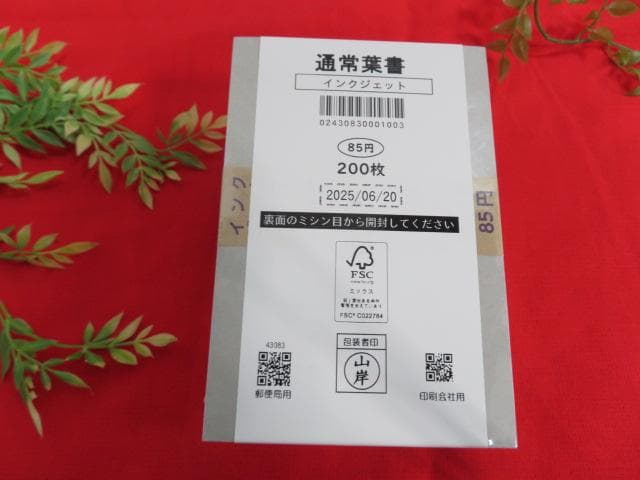 通常葉書
インクジェット
02430830001003
85円
200枚
2025/06/20
裏面のミシン目から開封してください
インク
85円
FSC
ミックス
FSC® C022784
43083
包装者印
山岸
郵便局用
印刷会社用